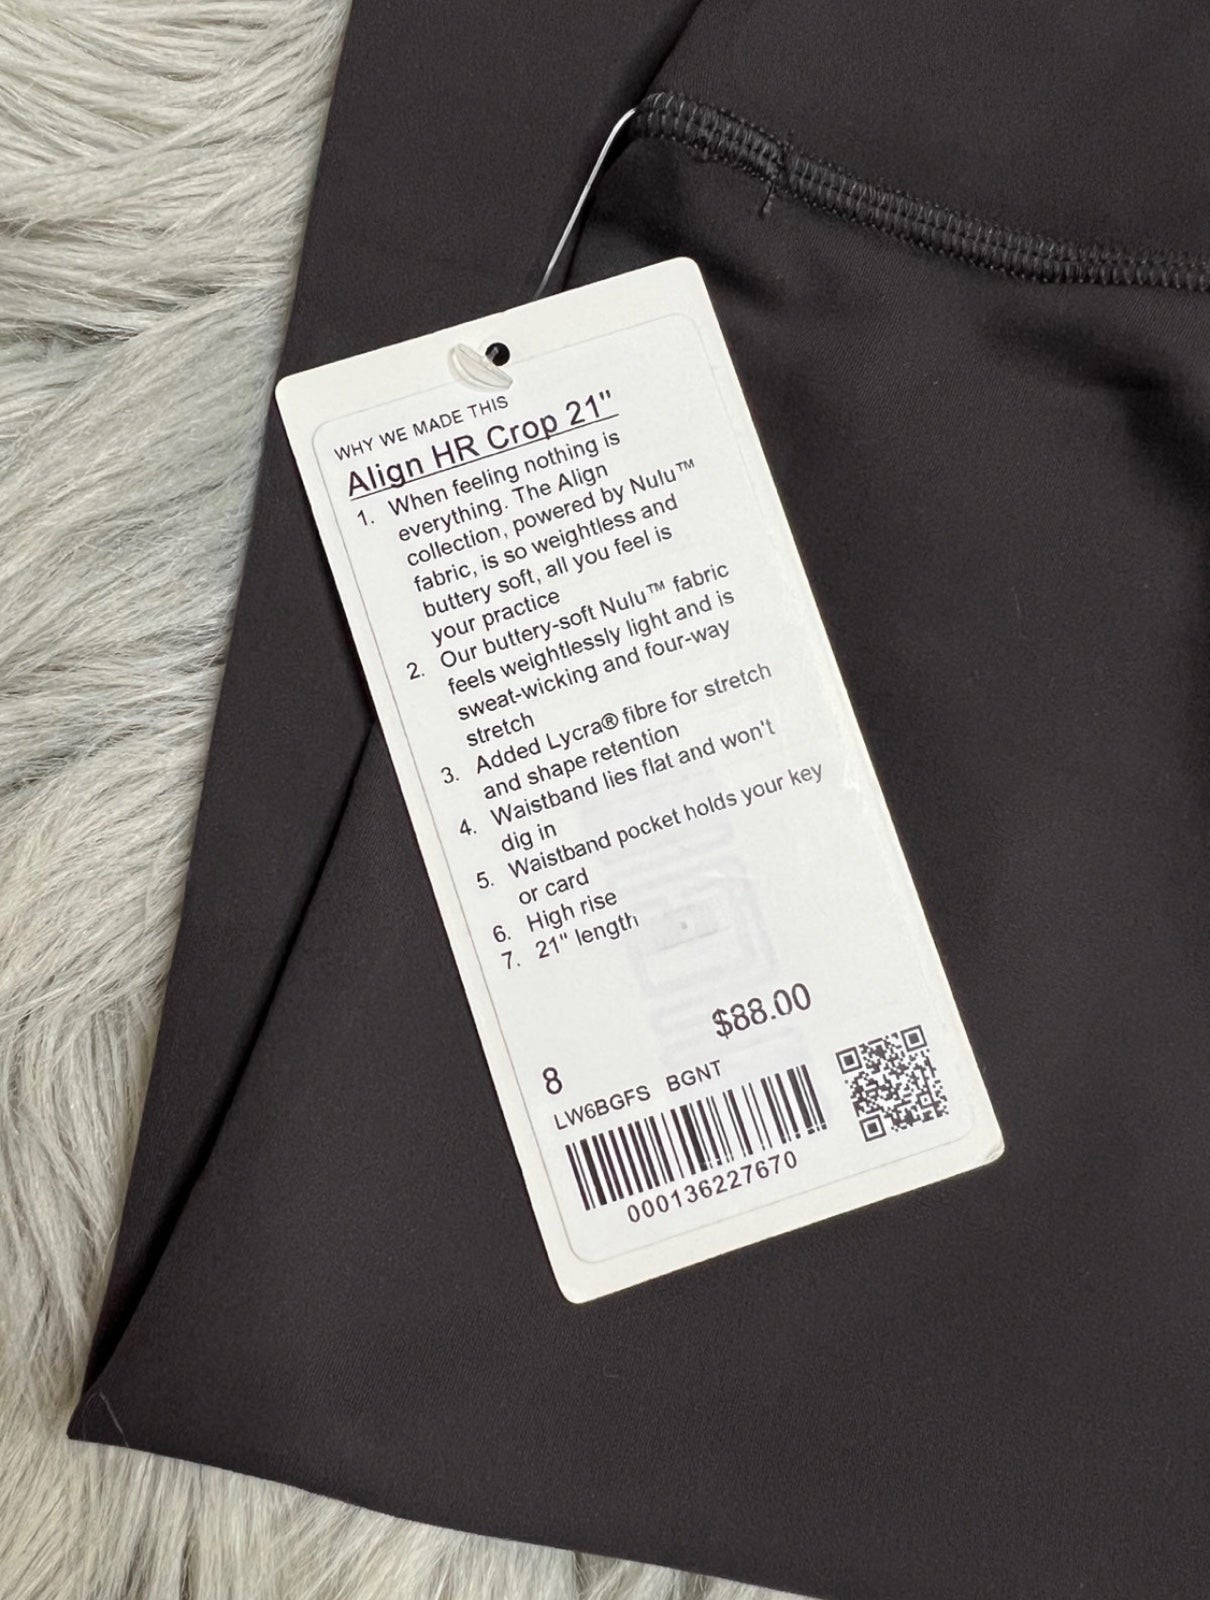 WHY WE MADE THIS
Align HR Crop 21"
1. When feeling nothing is
everything. The Align
collection, powered by Nulu™
fabric, is so weightless and
buttery soft, all you feel is
your practice
2. Our buttery-soft Nulu™ fabric
feels weightlessly light and is
sweat-wicking and four-way
stretch
3. Added Lycra® fibre for stretch
and shape retention
4. Waistband lies flat and won't
dig in
5. Waistband pocket holds your key
or card
6. High rise
7. 21" length
$88.00
8
LW6BGFS BGNT
000136227670